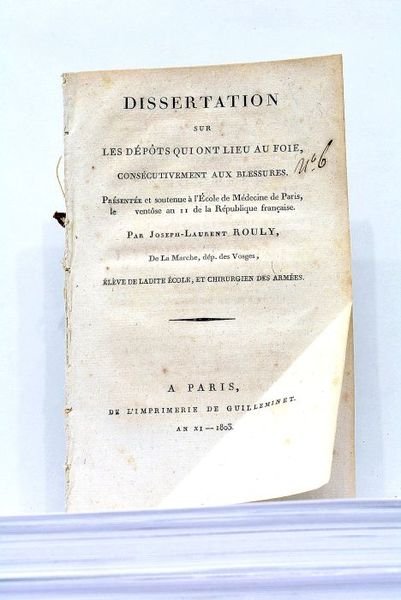 DISSERTATION
SUR
LES DÉPÔTS QUI ONT LIEU AU FOIE,
CONSÉCUTIVEMENT AUX BLESSURES.
N.º 6
PRÉSENTÉE et soutenue à l'École de Médecine de Paris,
le ventôse an 11 de la République française.
PAR JOSEPH-LAURENT ROULY,
De La Marche, dép. des Vosges,
ÉLÈVE DE LADITE ÉCOLE, ET CHIRURGIEN DES ARMÉES.
A PARIS,
DE L'IMPRIMERIE DE GUILLEMINET.
AN XI — 1803.